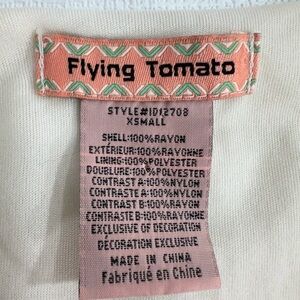 Flying Tomato
STYLE#ID12708
XSMALL
SHELL:100%RAYON
EXTÉRIEUR:100%RAYONNE
LINING:100%POLYESTER
DOUBLURE:100%POLYESTER
CONTRAST A:100%NYLON
CONTRASTE A:100%NYLON
CONTRAST B:100%RAYON
CONTRASTE B:100%RAYONNE
EXCLUSIVE OF DECORATION
DÉCORATION EXCLUSIVE
MADE IN CHINA
Fabriqué en Chine